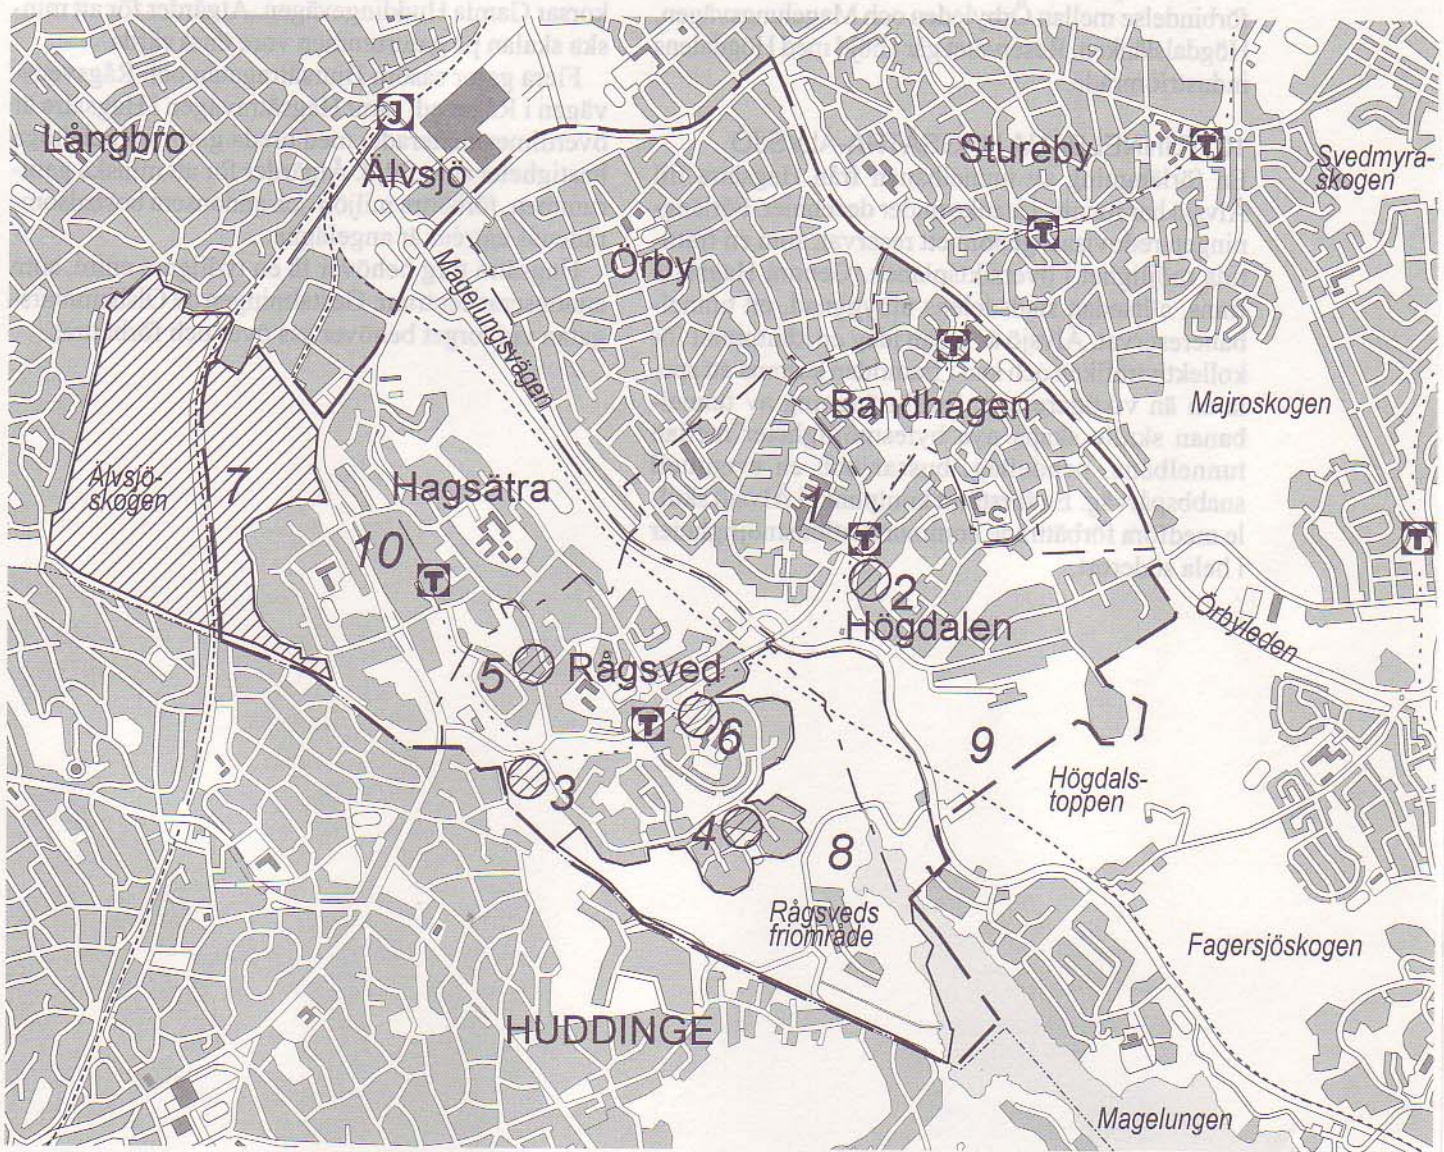 Långbro
J
Älvsjö
Stureby
T
Svedmyra-
skogen
T
Örby
Magelungsvägen
T
Bandhagen
Majroskogen
Älvsjö-
skogen
7
Hagsätra
1
10
T
T
T
2
Högdalen
Örbyleden
5
Rågsved
T
6
9
3
Högdals-
toppen
4
8
Rågsveds
friområde
Fagersjöskogen
HUDDINGE
Magelungen